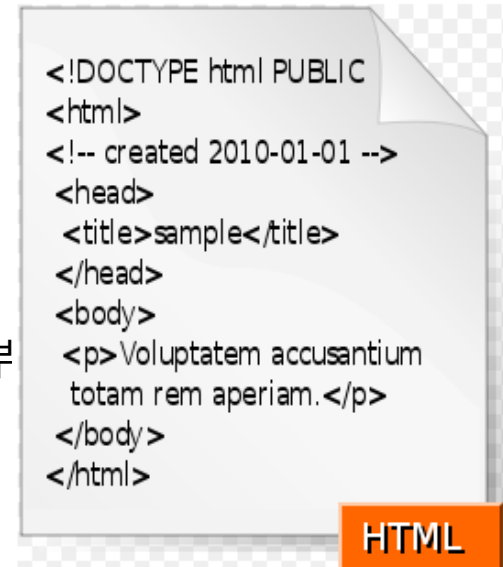 <!DOCTYPE html PUBLIC
<html>
<!-- created 2010-01-01 -->
<head>
<title>sample</title>
</head>
<body>
<p>Voluptatem accusantium
totam rem aperiam.</p>
</body>
</html>
HTML